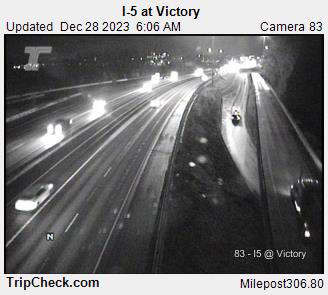 I-5 at Victory
Updated Dec 28 2023 6:06 AM Camera 83
T
N
83 - I5 @ Victory
TripCheck.com Milepost306.80